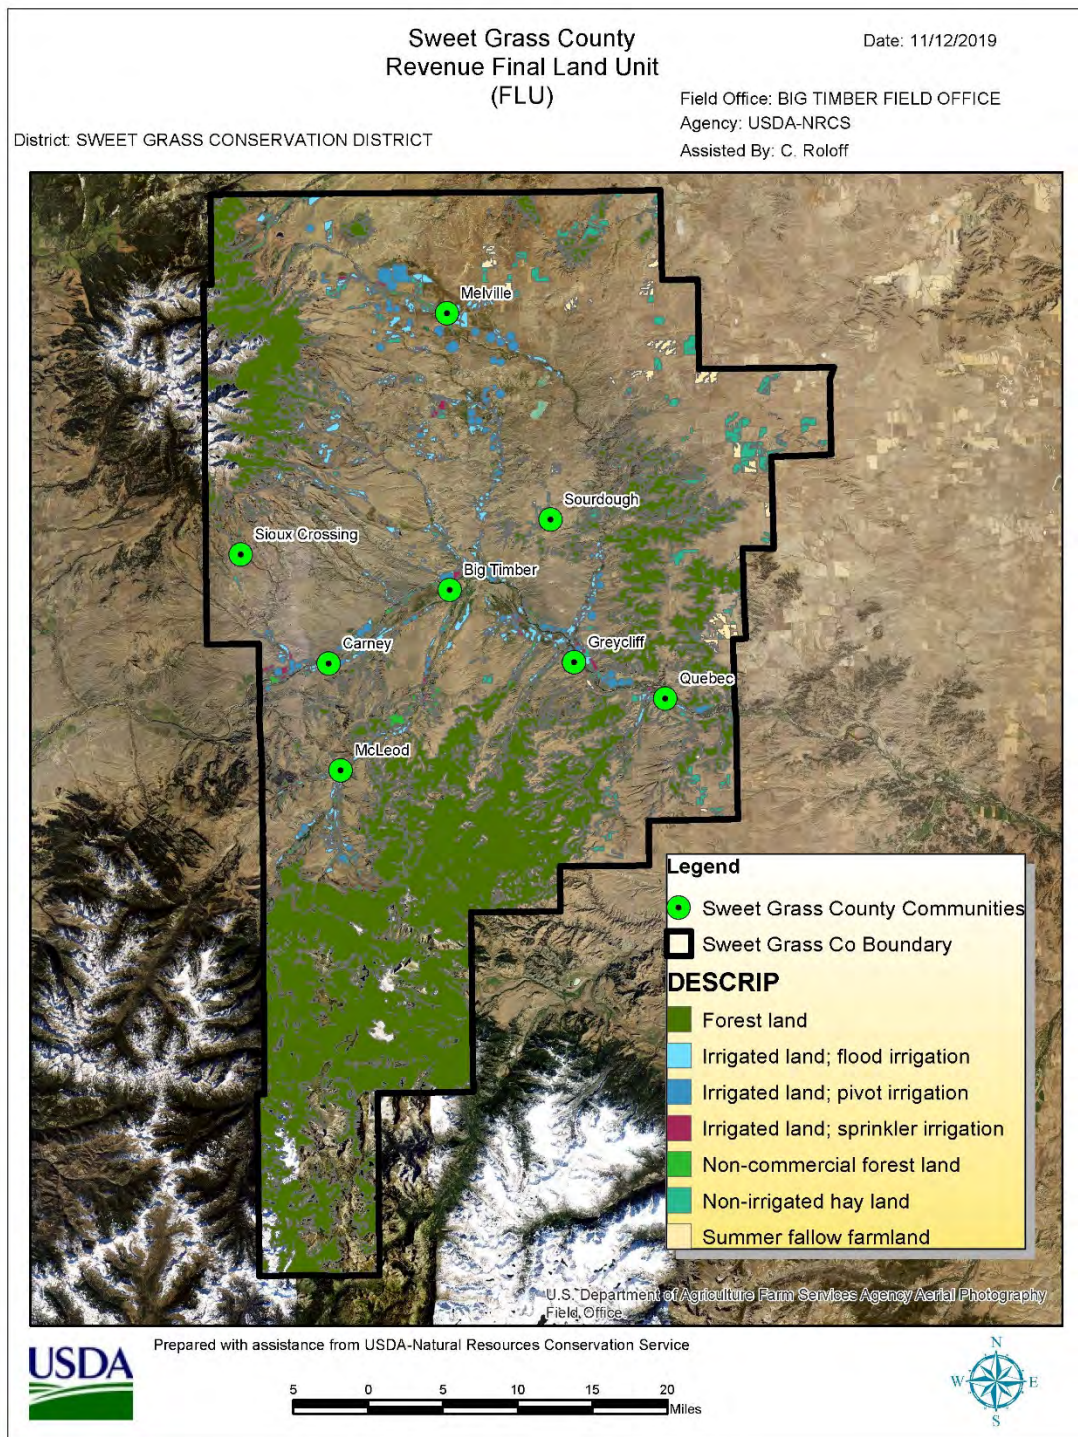 Sweet Grass County
Revenue Final Land Unit
(FLU)
Date: 11/12/2019
Field Office: BIG TIMBER FIELD OFFICE
Agency: USDA-NRCS
Assisted By: C. Roloff
District: SWEET GRASS CONSERVATION DISTRICT
Melville
Sourdough
Sioux Crossing
Big Timber
Carney
Greycliff
Quebec
McLeod
Legend
Sweet Grass County Communities
Sweet Grass Co Boundary
DESCRIP
Forest land
Irrigated land; flood irrigation
Irrigated land; pivot irrigation
Irrigated land; sprinkler irrigation
Non-commercial forest land
Non-irrigated hay land
Summer fallow farmland
U.S. Department of Agriculture Farm Services Agency Aerial Photography
Field Office
USDA
Prepared with assistance from USDA-Natural Resources Conservation Service
5 0 5 10 15 20
Miles
N
W E
S